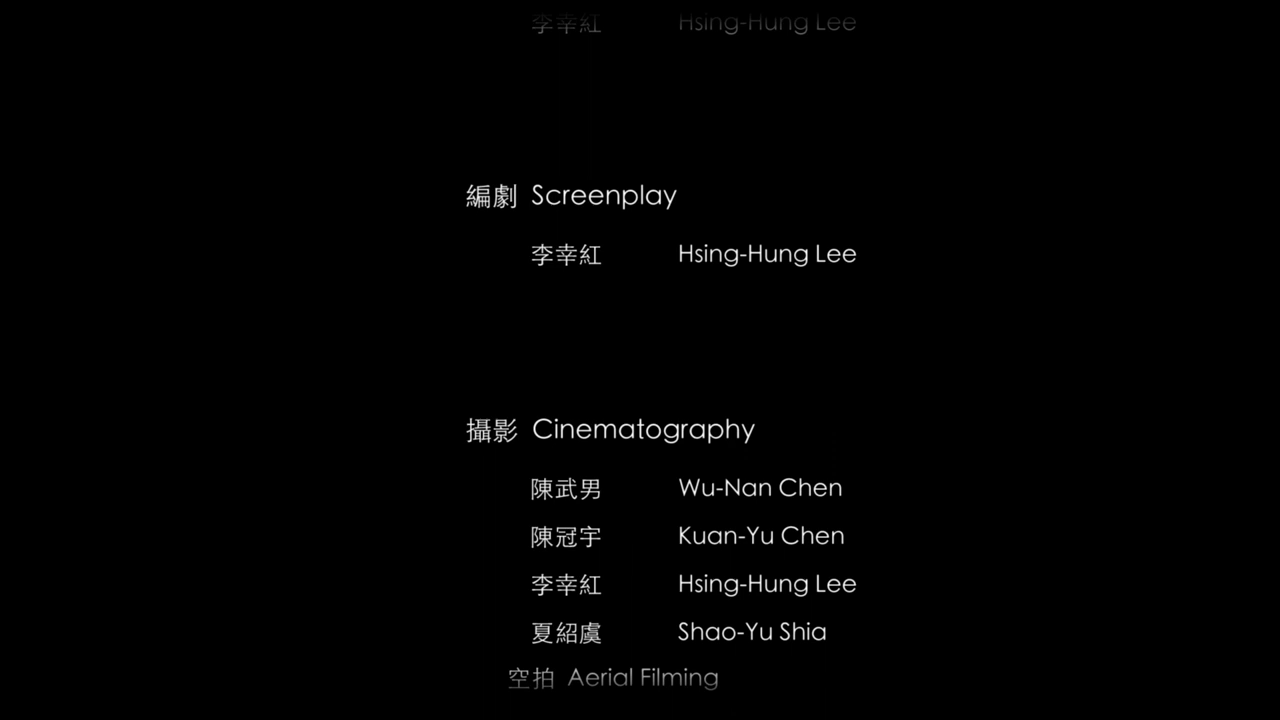 李幸紅 Hsing-Hung Lee
編劇 Screenplay
李幸紅 Hsing-Hung Lee
攝影 Cinematography
陳武男 Wu-Nan Chen
陳冠宇 Kuan-Yu Chen
李幸紅 Hsing-Hung Lee
夏紹虞 Shao-Yu Shia
空拍 Aerial Filming